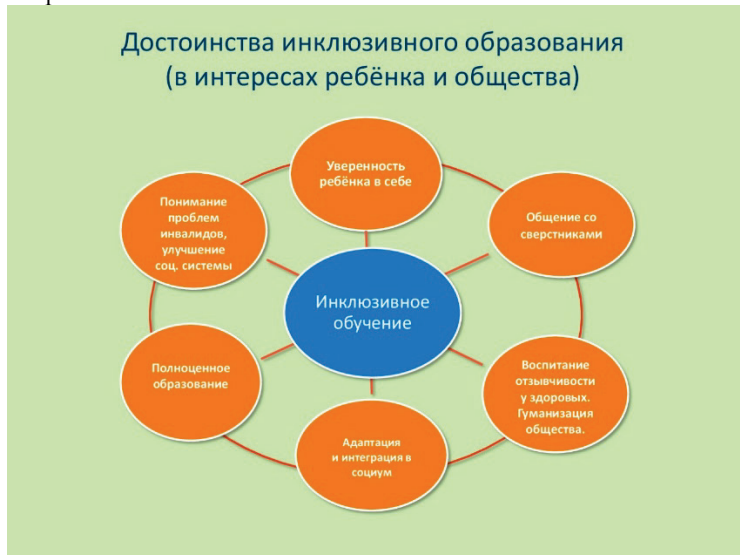 Достоинства инклюзивного образования
(в интересах ребёнка и общества)
Уверенность
ребёнка в себе
Общение со
сверстниками
Воспитание
отзывчивости
у здоровых.
Гуманизация
общества.
Адаптация
и интеграция в
социум
Полноценное
образование
Понимание
проблем
инвалидов,
улучшение
соц. системы
Инклюзивное
обучение